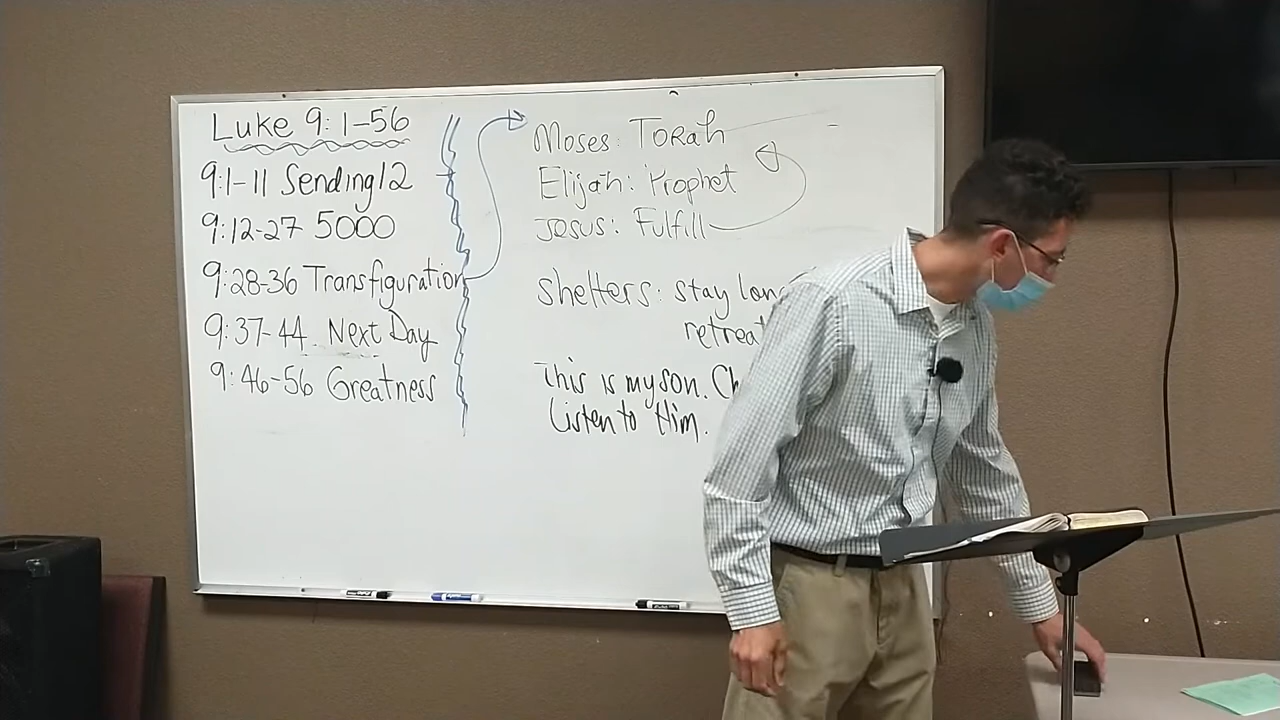 Luke 9:1-56
9:1-11 Sending 12
9:12-27 5000
9:28-36 Transfiguration
9:37-44 Next Day
9:46-56 Greatness
Moses: Torah
Elijah: Prophet
Jesus: Fulfill
Shelters: stay
retreat
This is my son.
Listen to Him.